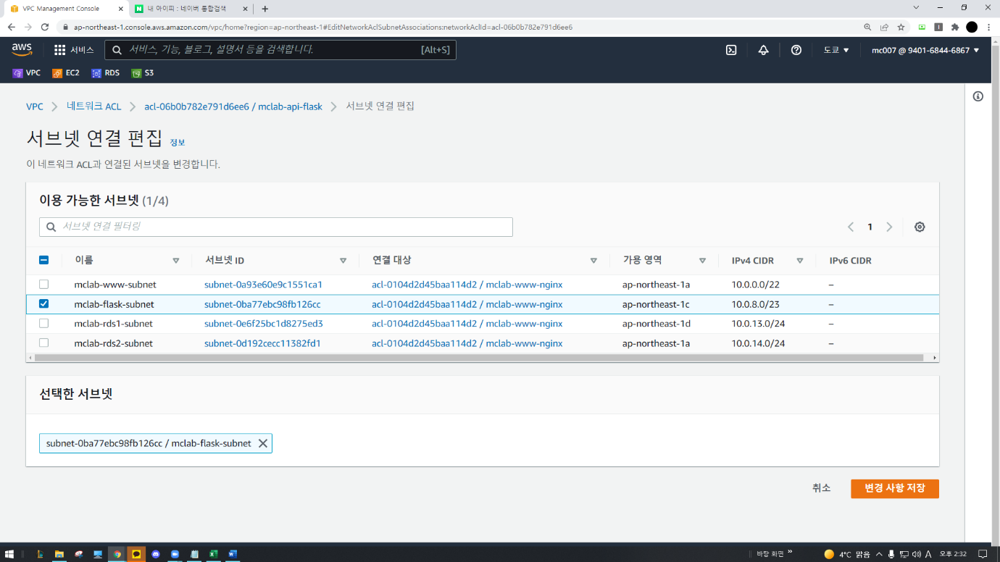 VPC Management Console
내 아이피 : 네이버 통합검색
ap-northeast-1.console.aws.amazon.com/vpc/home?region=ap-northeast-1#EditNetworkAclSubnetAssociations:networkAclId=acl-06b0b782e791d6ee6
aws 서비스 서비스, 기능, 블로그, 설명서 등을 검색합니다. [Alt+S] 도쿄 mc007 @ 9401-6844-6867
VPC EC2 RDS S3
VPC 네트워크 ACL acl-06b0b782e791d6ee6 / mclab-api-flask 서브넷 연결 편집
서브넷 연결 편집 정보
이 네트워크 ACL과 연결된 서브넷을 변경합니다.
이용 가능한 서브넷 (1/4)
서브넷 연결 필터링 1
이름 서브넷 ID 연결 대상 가용 영역 IPv4 CIDR IPv6 CIDR
mclab-www-subnet subnet-0a93e60e9c1551ca1 acl-0104d2d45baa114d2 / mclab-www-nginx ap-northeast-1a 10.0.0.0/22 –
mclab-flask-subnet subnet-0ba77ebc98fb126cc acl-0104d2d45baa114d2 / mclab-www-nginx ap-northeast-1c 10.0.8.0/23 –
mclab-rds1-subnet subnet-0e6f25bc1d8275ed3 acl-0104d2d45baa114d2 / mclab-www-nginx ap-northeast-1d 10.0.13.0/24 –
mclab-rds2-subnet subnet-0d192cecc11382fd1 acl-0104d2d45baa114d2 / mclab-www-nginx ap-northeast-1a 10.0.14.0/24 –
선택한 서브넷
subnet-0ba77ebc98fb126cc / mclab-flask-subnet
취소 변경 사항 저장
바탕 화면 4°C 맑음 A 오후 2:32